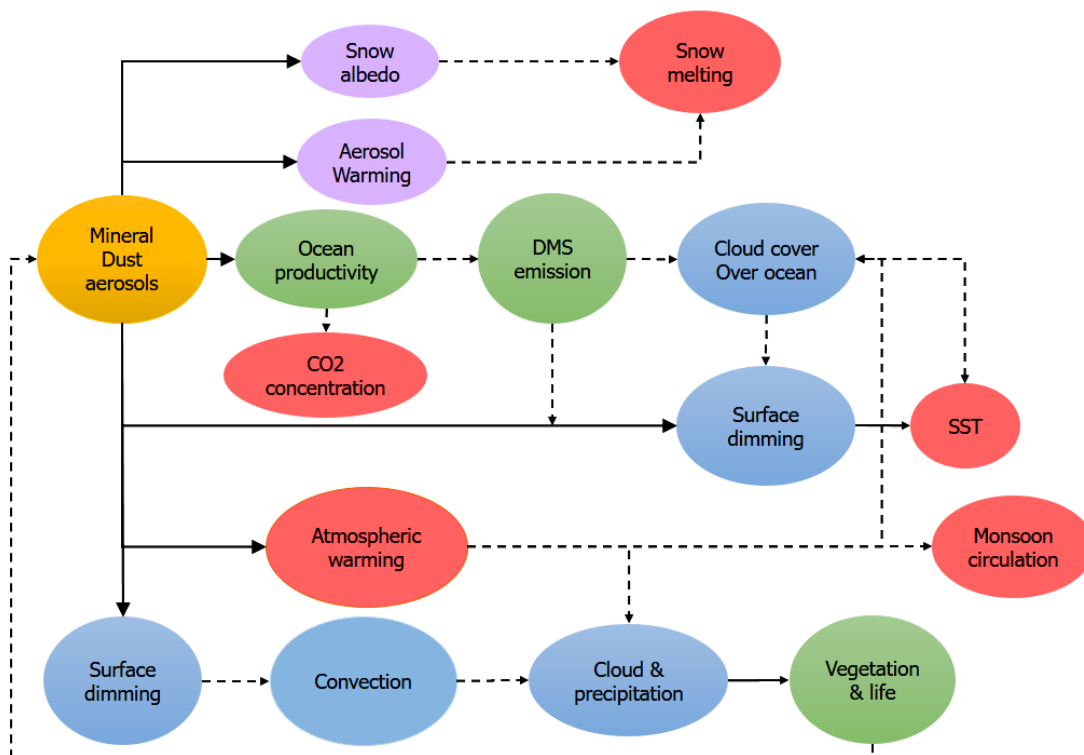 Snow
albedo
Snow
melting
Aerosol
Warming
Mineral
Dust
aerosols
Ocean
productivity
DMS
emission
Cloud cover
Over ocean
CO2
concentration
Surface
dimming
SST
Atmospheric
warming
Monsoon
circulation
Surface
dimming
Convection
Cloud &
precipitation
Vegetation
& life